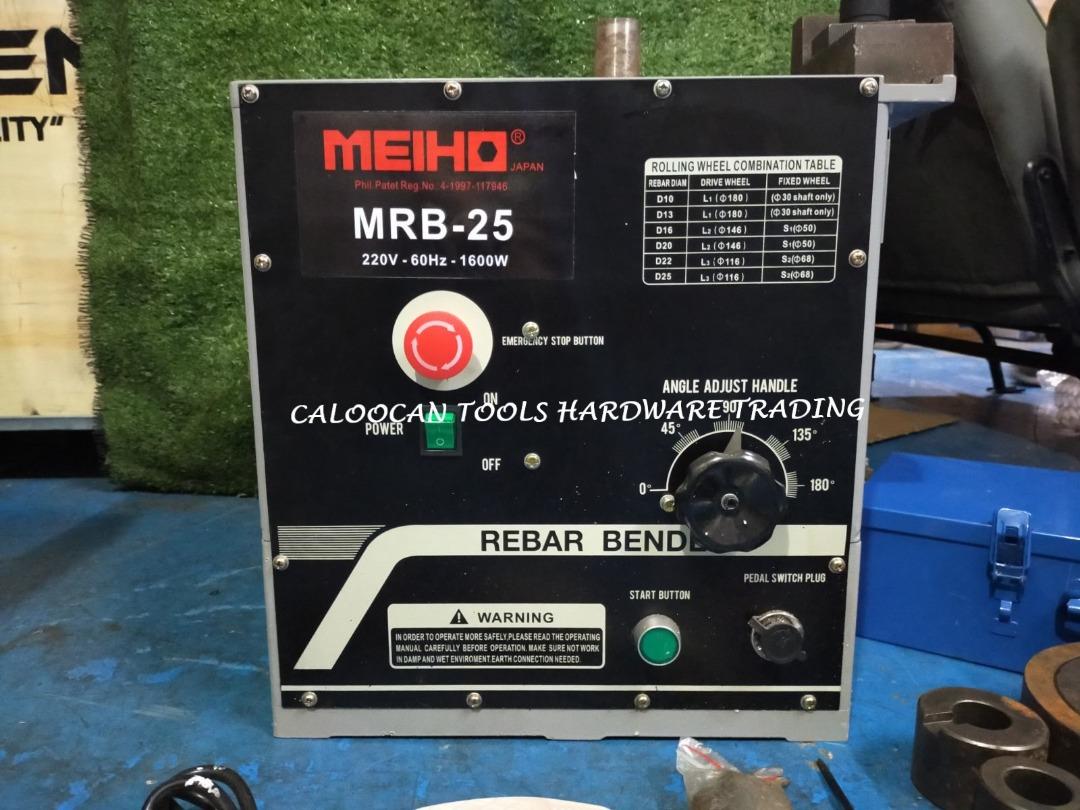 EN
ITY"
MEIHO®
JAPAN
Phil.Patet Reg.No. 4-1997-117946
MRB-25
220V - 60Hz - 1600W
ROLLING WHEEL COMBINATION TABLE
REBAR DIAM DRIVE WHEEL FIXED WHEEL
D10 L1 (Φ180) (Φ30 shaft only)
D13 L1 (Φ180) (Φ30 shaft only)
D16 L2 (Φ146) S1(Φ50)
D20 L2 (Φ146) S1(Φ50)
D22 L3 (Φ116) S2(Φ68)
D25 L3 (Φ116) S2(Φ68)
EMERGENCY STOP BUTTON
ON
POWER
OFF
CALOOCAN TOOLS HARDWARE TRADING
ANGLE ADJUST HANDLE
0° 45° 90° 135° 180°
REBAR BENDE
PEDAL SWITCH PLUG
START BUTTON
WARNING
IN ORDER TO OPERATE MORE SAFELY,PLEASE READ THE OPERATING
MANUAL CAREFULLY BEFORE OPERATION. MAKE SURE NOT WORK
IN DAMP AND WET ENVIROMENT.EARTH CONNECTION NEEDED.